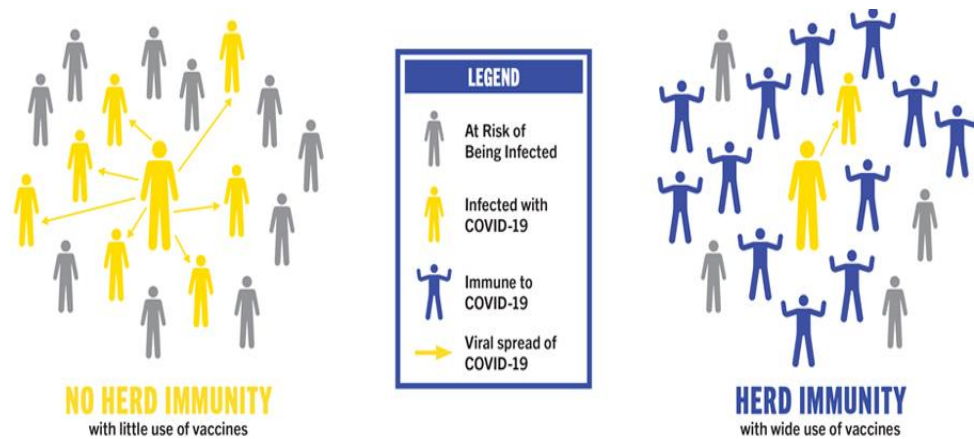 LEGEND
At Risk of
Being Infected
Infected with
COVID-19
Immune to
COVID-19
Viral spread of
COVID-19
NO HERD IMMUNITY
with little use of vaccines
HERD IMMUNITY
with wide use of vaccines